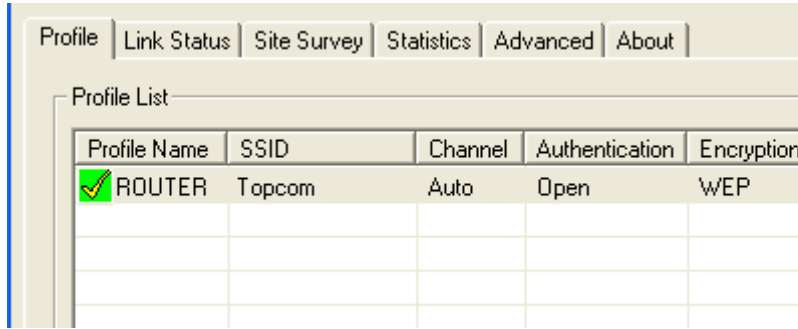 Profile Link Status Site Survey Statistics Advanced About
Profile List
Profile Name SSID Channel Authentication Encryption
ROUTER Topcom Auto Open WEP